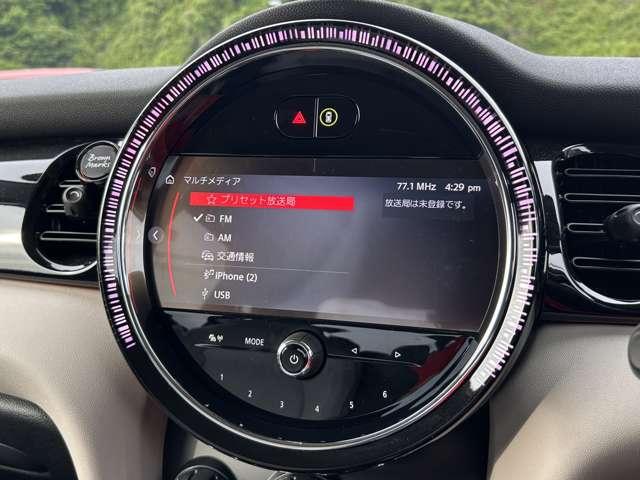 Brown
Marks
マルチメディア 77.1 MHz 4:29 pm
☆ プリセット放送局 放送局は未登録です。
FM
AM
交通情報
iPhone (2)
USB
MODE
1 2 3 4 5 6